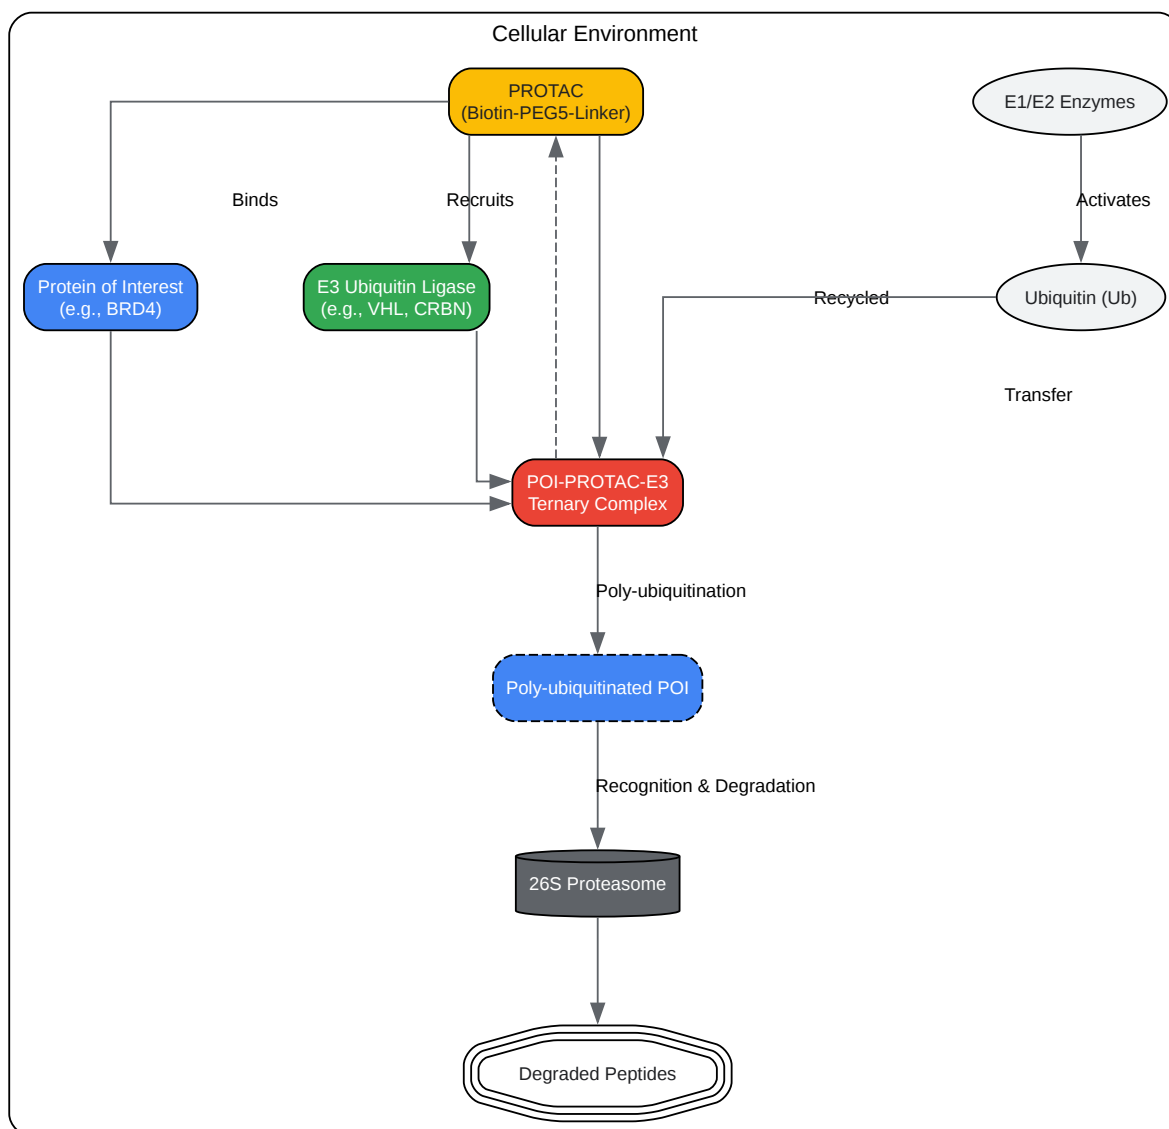 Cellular Environment
PROTAC
(Biotin-PEG5-Linker)
E1/E2 Enzymes
Binds
Recruits
Activates
Protein of Interest
(e.g., BRD4)
E3 Ubiquitin Ligase
(e.g., VHL, CRBN)
Recycled
Ubiquitin (Ub)
Transfer
POI-PROTAC-E3
Ternary Complex
Poly-ubiquitination
Poly-ubiquitinated POI
Recognition & Degradation
26S Proteasome
Degraded Peptides